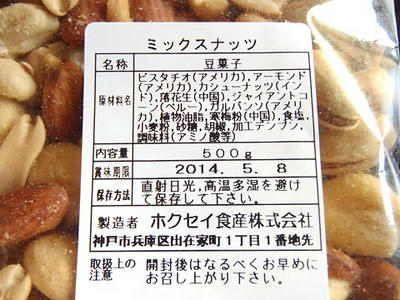 ミックスナッツ
名称 豆菓子
原材料名 ピスタチオ(アメリカ),アーモンド
(アメリカ),カシューナッツ(イン
ド),落花生(中国),ジャイアントコ
ーン(ペルー),ガルバンソ(アメリ
カ),植物油脂,寒梅粉(中国),食塩,
小麦粉,砂糖,胡椒,加工デンプン,
調味料(アミノ酸等)
内容量 500g
賞味期限 2014. 5. 8
保存方法 直射日光,高温多湿を避け
て保存して下さい。
製造者 ホクセイ食産株式会社
神戸市兵庫区出在家町1丁目1番地先
取扱上の
注意 開封後はなるべくお早めに
お召し上がり下さい。